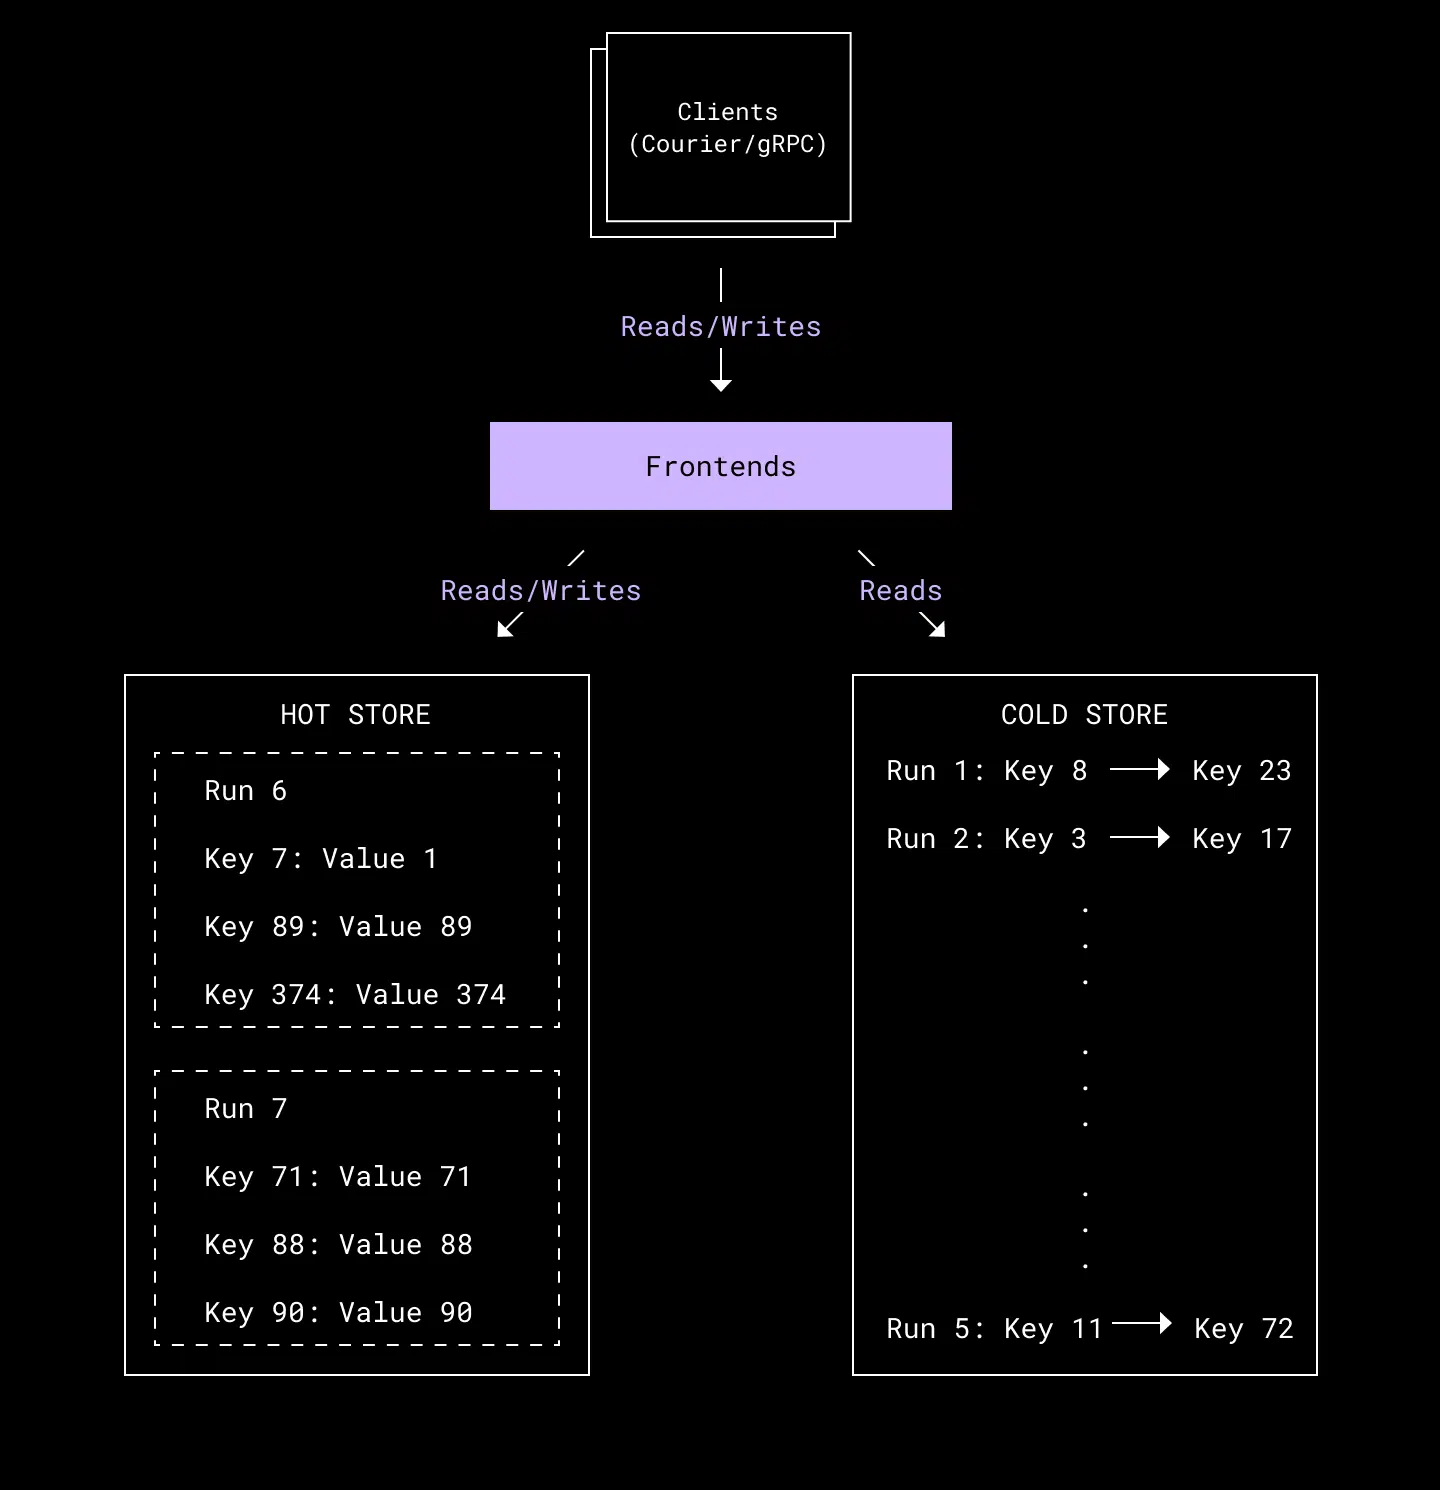 Clients
(Courier/gRPC)
Reads/Writes
Frontends
Reads/Writes
Reads
HOT STORE
Run 6
Key 7: Value 1
Key 89: Value 89
Key 374: Value 374
Run 7
Key 71: Value 71
Key 88: Value 88
Key 90: Value 90
COLD STORE
Run 1: Key 8 → Key 23
Run 2: Key 3 → Key 17
.
.
.
.
.
.
.
.
.
Run 5: Key 11 → Key 72